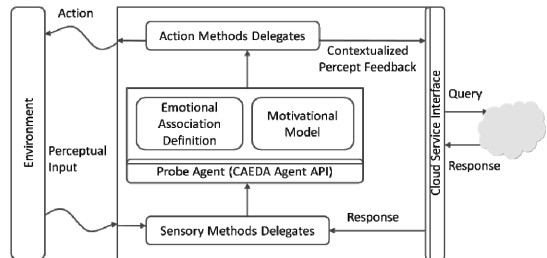 Action
Action Methods Delegates
Contextualized
Percept Feedback
Environment
Perceptual
Input
Emotional
Association
Definition
Motivational
Model
Probe Agent (CAEDA Agent API)
Sensory Methods Delegates
Response
Cloud Service Interface
Query
Response